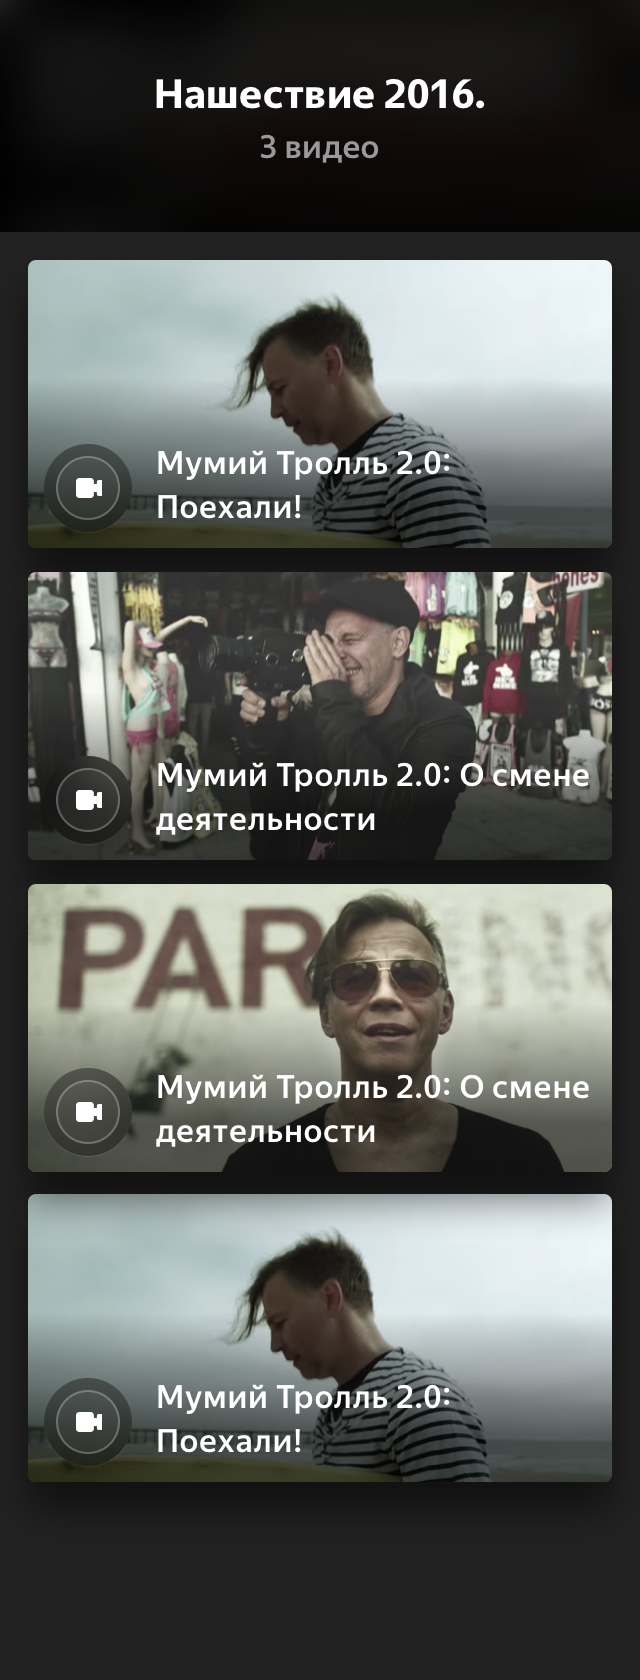 Нашествие 2016.
3 видео
Мумий Тролль 2.0:
Поехали!
Мумий Тролль 2.0: О смене
деятельности
PAR
Мумий Тролль 2.0: О смене
деятельности
Мумий Тролль 2.0:
Поехали!